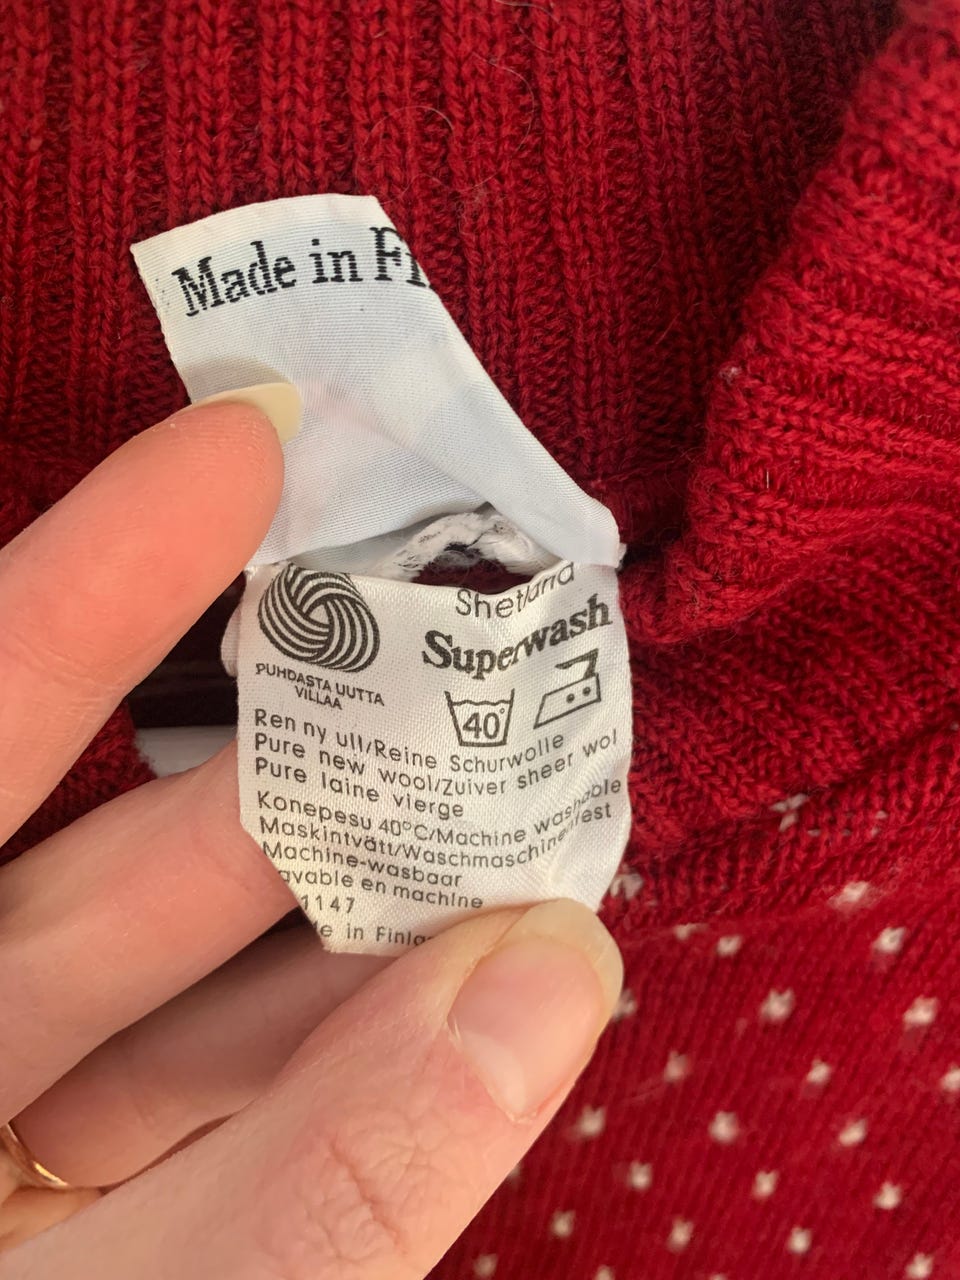 Made in
Shetland
Superwash
PUHDASTA UUTTA
VILLAA
40°
Ren ny ull/Reine Schurwolle
Pure new wool/Zuiver sheer wol
Pure laine vierge
Konepesu 40°C/Machine washable
Maskintvätt/Waschmaschinenfest
Machine-wasbaar
avable en machine
1147
e in Finla